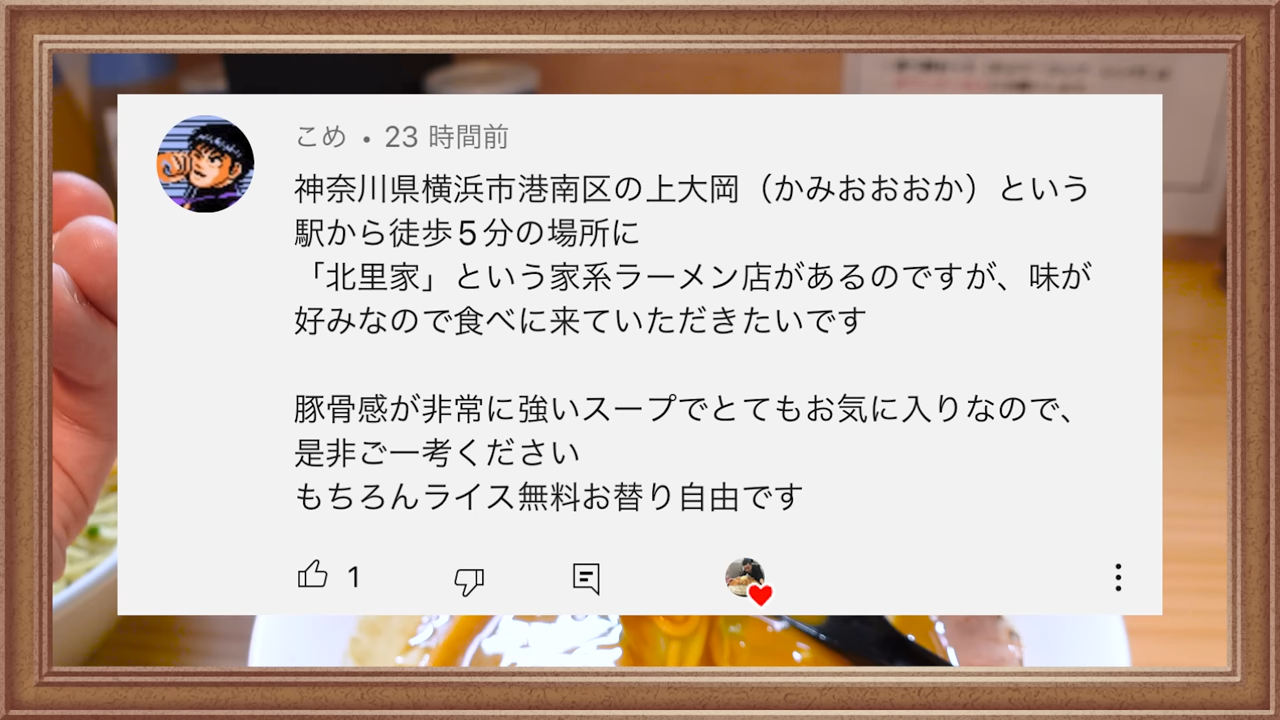 こめ・23 時間前
神奈川県横浜市港南区の上大岡（かみおおおか）という
駅から徒歩５分の場所に
「北里家」という家系ラーメン店があるのですが、味が
好みなので食べに来ていただきたいです
豚骨感が非常に強いスープでとてもお気に入りなので、
是非ご一考ください
もちろんライス無料お替り自由です
1